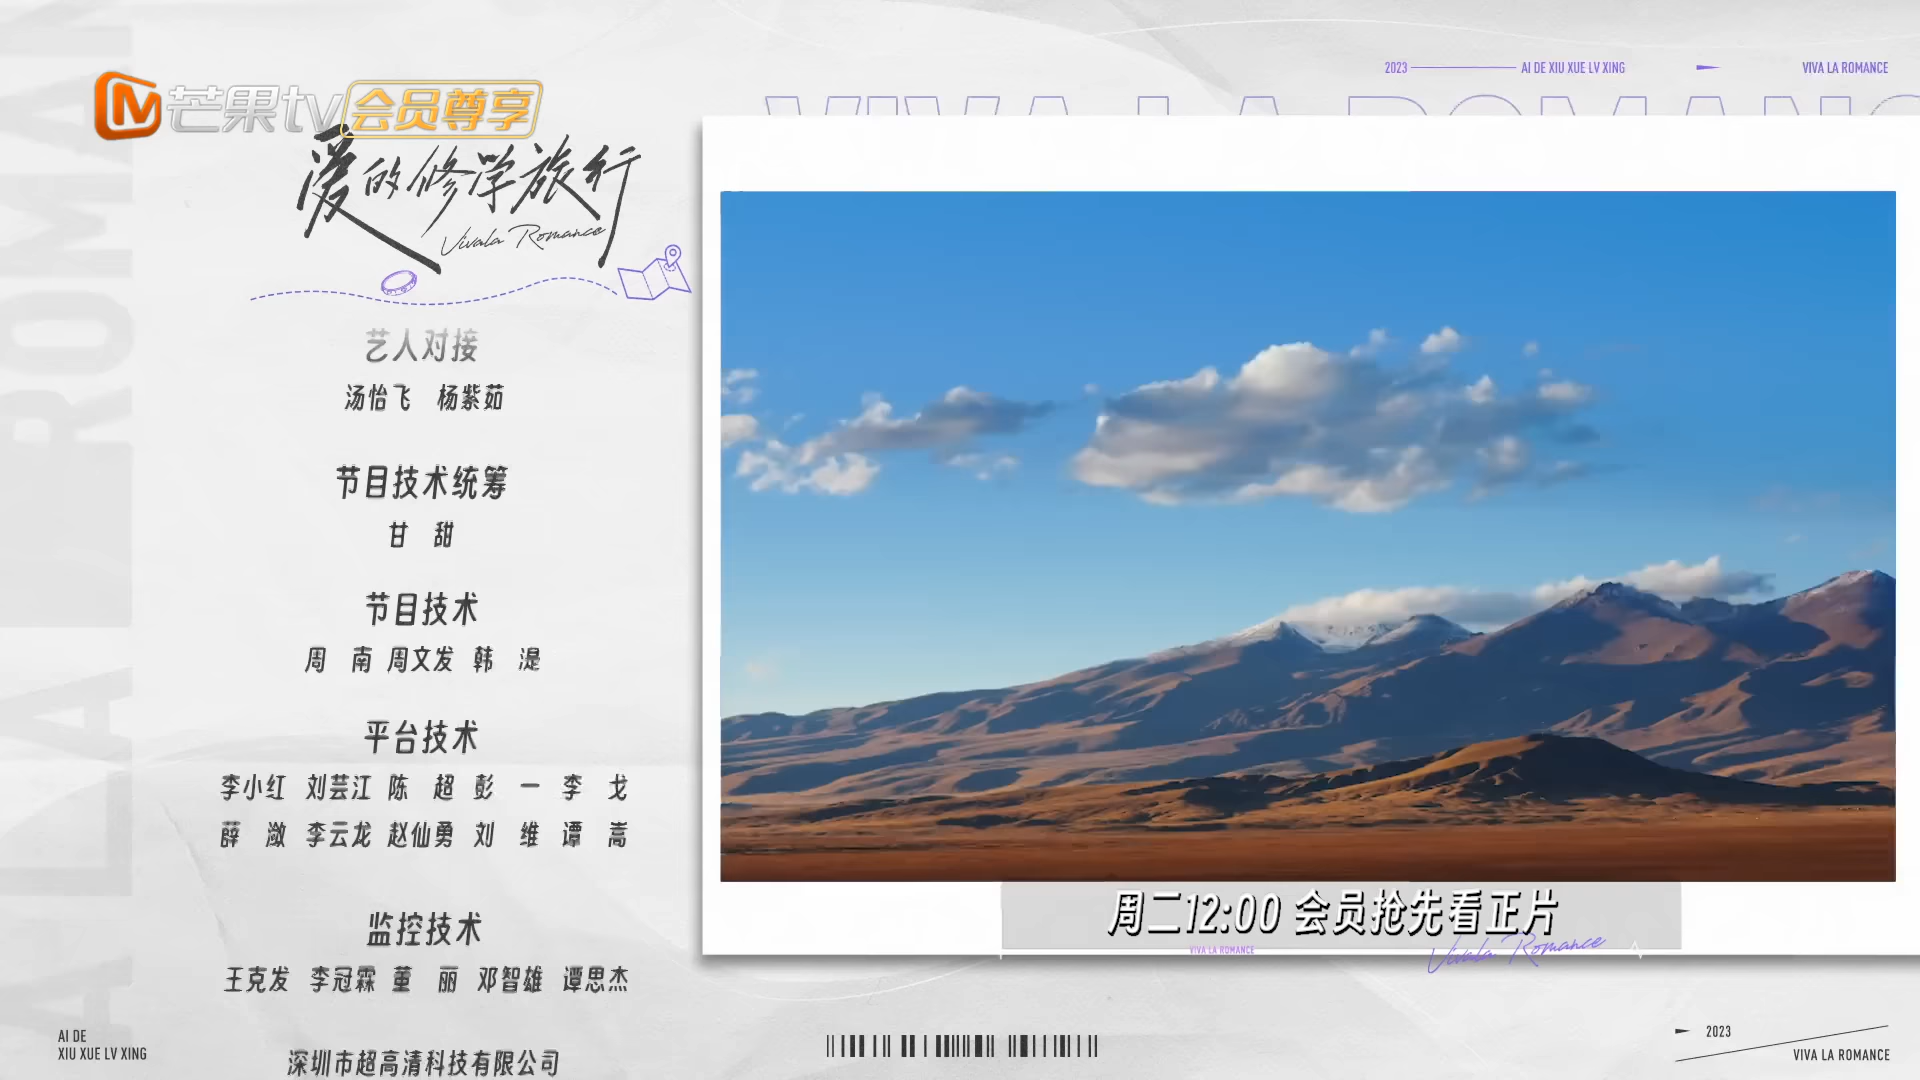 2023 AI DE XIU XUE LV XING VIVA LA ROMANCE
芒果tv 会员尊享
爱的修学旅行
Vivala Romance
艺人对接
汤怡飞 杨紫茹
节目技术统筹
甘 甜
节目技术
周 南 周文发 韩 湜
平台技术
李小红 刘芸江 陈 超 彭 一 李 戈
薛 潋 李云龙 赵仙勇 刘 维 谭 嵩
监控技术
王克发 李冠霖 董 丽 邓智雄 谭思杰
深圳市超高清科技有限公司
周二12:00 会员抢先看正片
VIVA LA ROMANCE
Vivala Romance
AI DE
XIU XUE LV XING
2023
VIVA LA ROMANCE